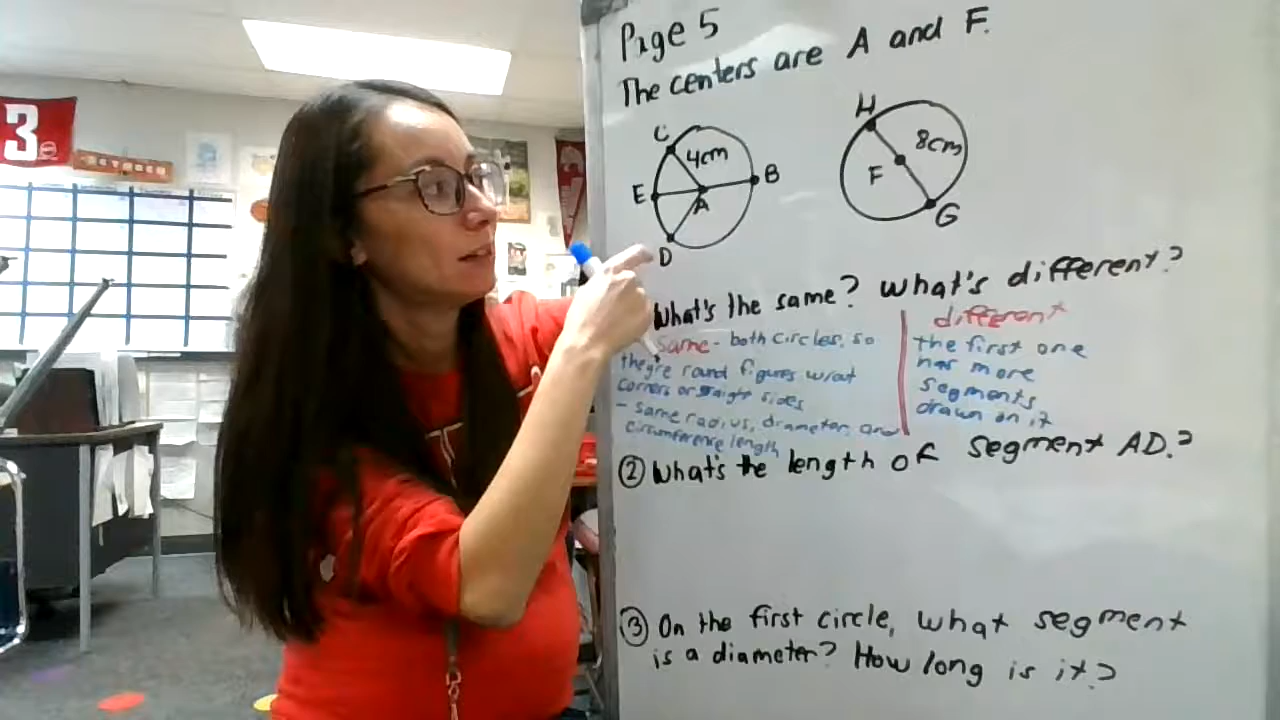 Page 5
The centers are A and F.
C
4cm
E
B
A
D
H
8cm
F
G
What's the same? What's different?
Same - both circles, so
they're round figures w/out
corners or straight sides
- same radius, diameter, and
circumference length
different
the first one
has more
segments
drawn on it
② What's the length of segment AD?
③ On the first circle, what segment
is a diameter? How long is it?
3